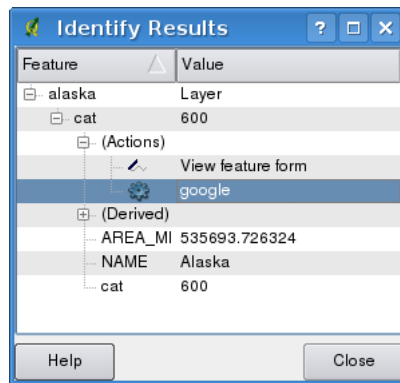 Identify Results
Feature Value
alaska Layer
cat 600
(Actions)
View feature form
google
(Derived)
AREA_MI 535693.726324
NAME Alaska
cat 600
Help Close